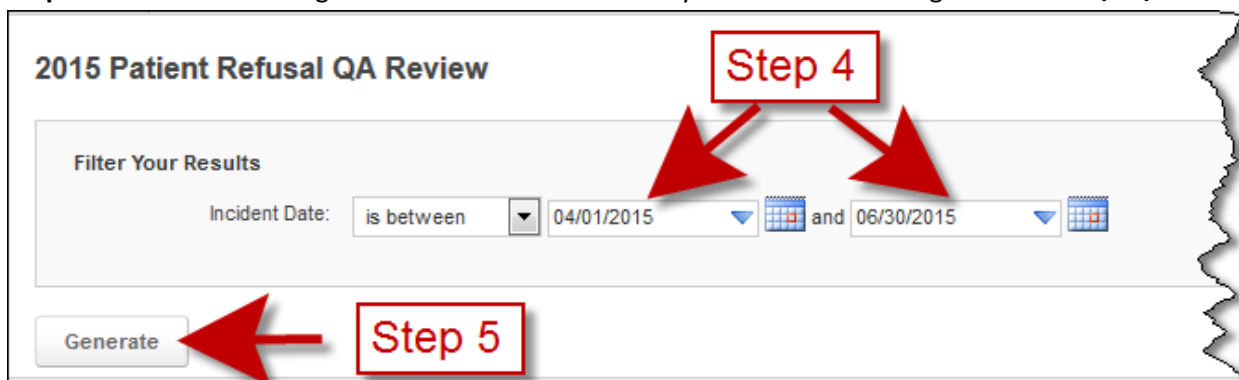 2015 Patient Refusal QA Review
Step 4
Filter Your Results
Incident Date: is between 04/01/2015 and 06/30/2015
Generate
Step 5